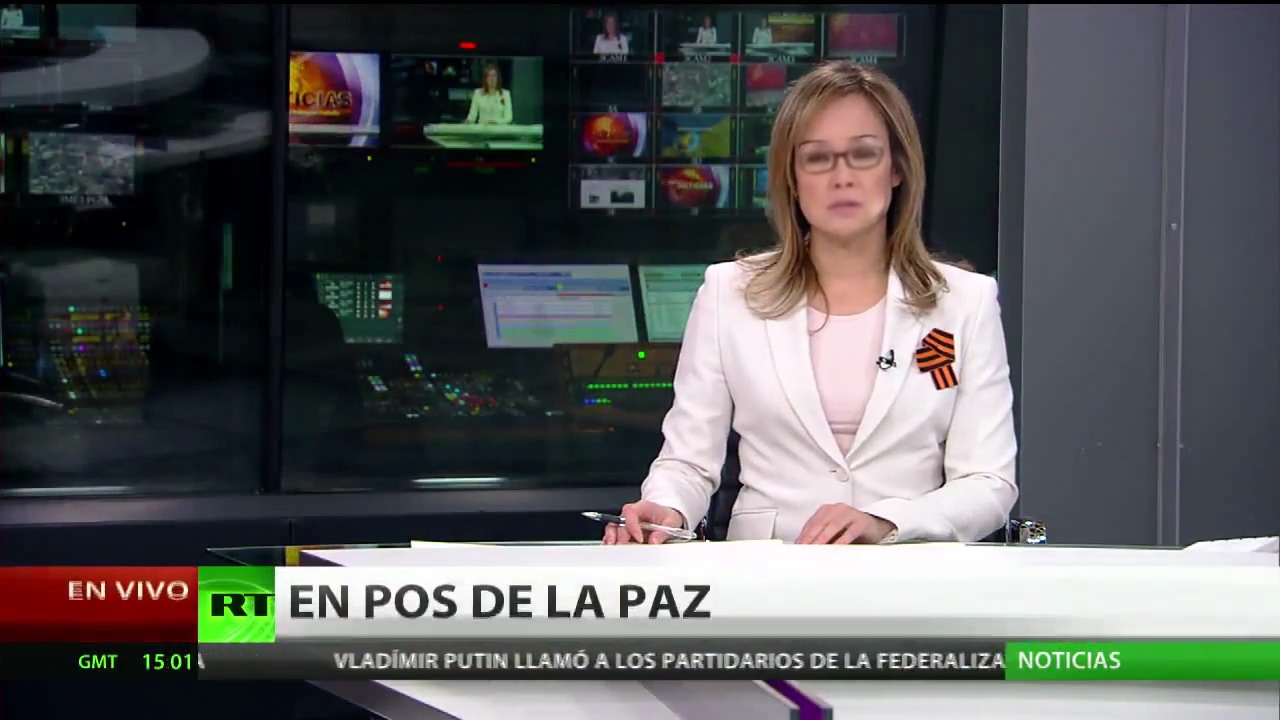 TICIAS
EN VIVO
RT
EN POS DE LA PAZ
GMT 15:01
A VLADÍMIR PUTIN LLAMÓ A LOS PARTIDARIOS DE LA FEDERALIZA
NOTICIAS